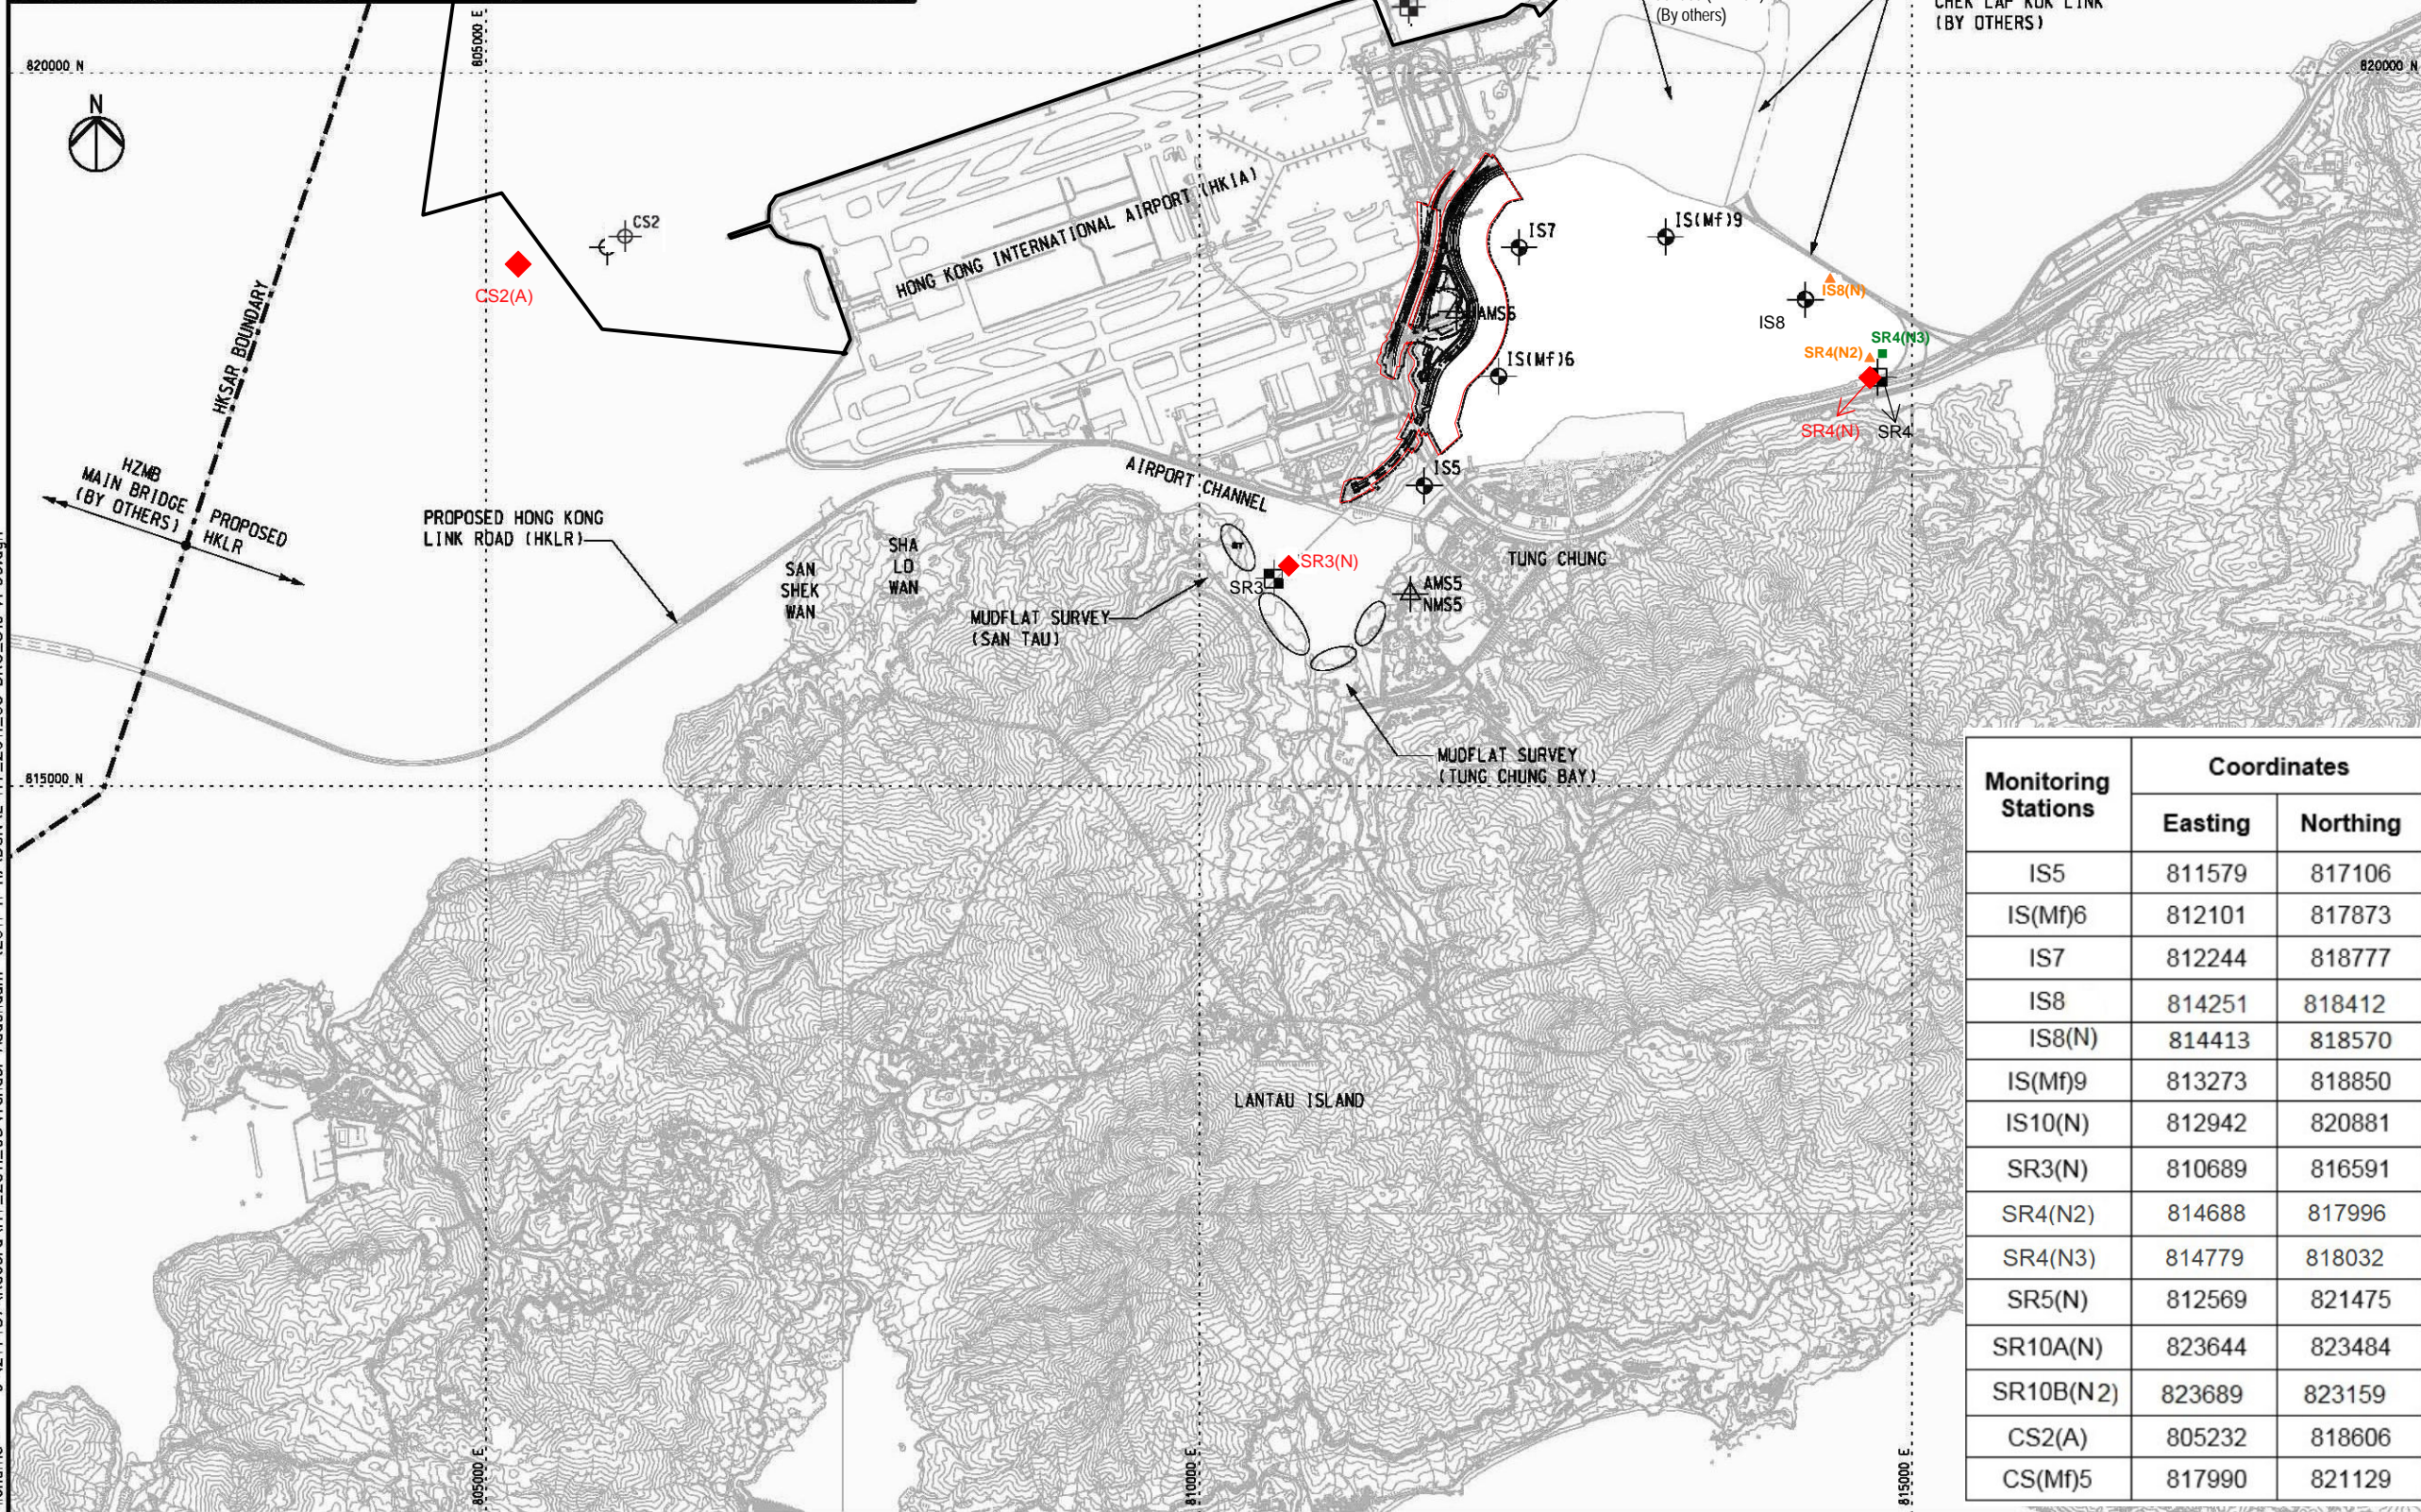 (By others)
CHEK LAP KOK LINK
(BY OTHERS)
805000 E
820000 N
820000 N
N
CS2
CS2(A)
HONG KONG INTERNATIONAL AIRPORT (HKIA)
IS7
IS(Mf)9
IS8(N)
IS8
AMS6
IS(Mf)6
SR4(N2)
SR4(N3)
SR4(N)
SR4
HKSAR BOUNDARY
HZMB
MAIN BRIDGE
(BY OTHERS)
PROPOSED
HKLR
PROPOSED HONG KONG
LINK ROAD (HKLR)
AIRPORT CHANNEL
IS5
SAN
SHEK
WAN
SHA
LO
WAN
SR3(N)
SR3
TUNG CHUNG
AMS5
NMS5
MUDFLAT SURVEY
(SAN TAU)
MUDFLAT SURVEY
(TUNG CHUNG BAY)
815000 N
LANTAU ISLAND
805000 E
810000 E
815000 E
Monitoring
Stations
Coordinates
Easting Northing
IS5 811579 817106
IS(Mf)6 812101 817873
IS7 812244 818777
IS8 814251 818412
IS8(N) 814413 818570
IS(Mf)9 813273 818850
IS10(N) 812942 820881
SR3(N) 810689 816591
SR4(N2) 814688 817996
SR4(N3) 814779 818032
SR5(N) 812569 821475
SR10A(N) 823644 823484
SR10B(N2) 823689 823159
CS2(A) 805232 818606
CS(Mf)5 817990 821129